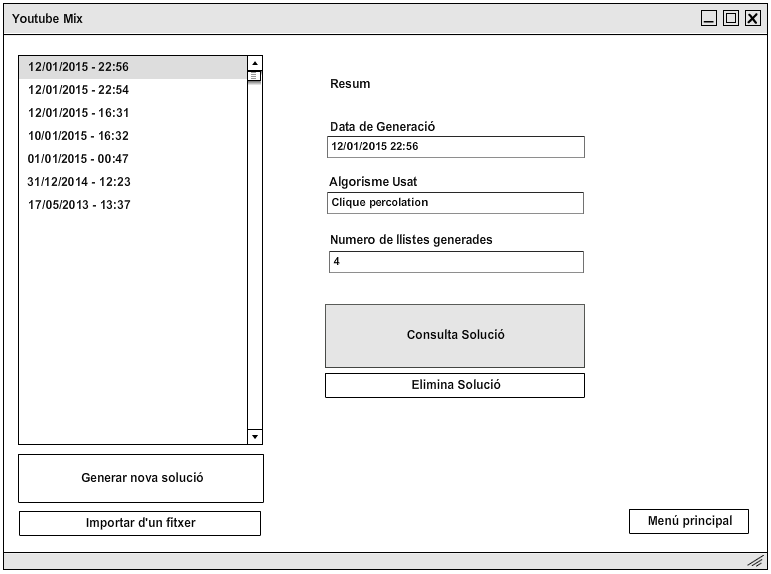 Youtube Mix
12/01/2015 - 22:56
12/01/2015 - 22:54
12/01/2015 - 16:31
10/01/2015 - 16:32
01/01/2015 - 00:47
31/12/2014 - 12:23
17/05/2013 - 13:37
Generar nova solució
Importar d'un fitxer
Resum
Data de Generació
12/01/2015 22:56
Algorisme Usat
Clique percolation
Numero de llistes generades
4
Consulta Solució
Elimina Solució
Menú principal